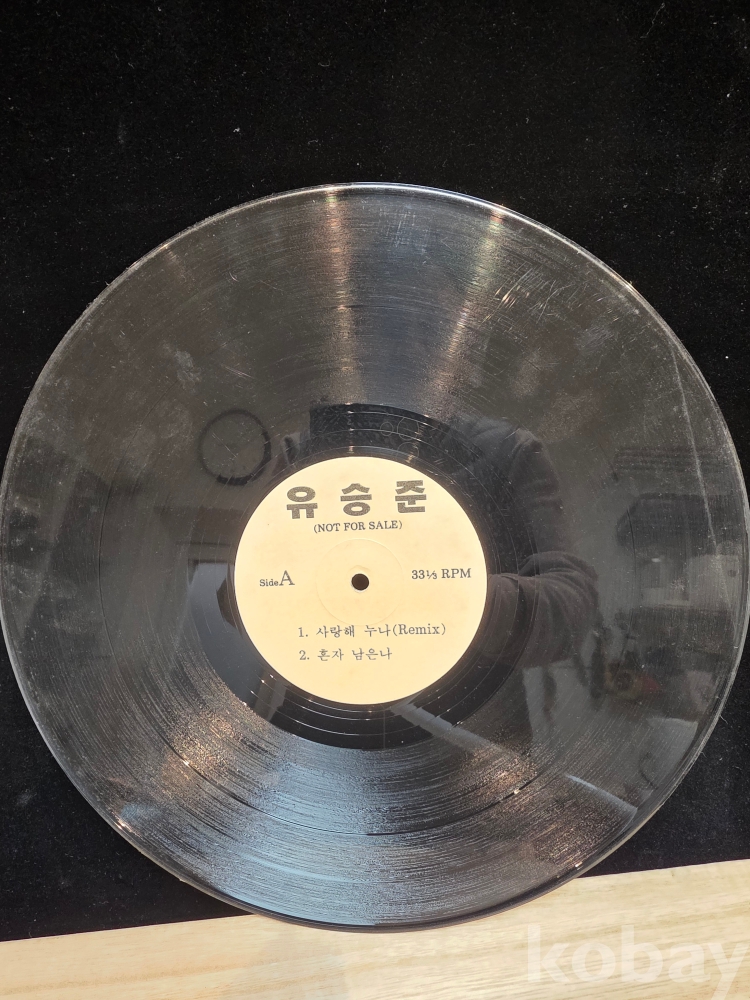 유승준
(NOT FOR SALE)
Side A
33⅓ RPM
1. 사랑해 누나(Remix)
2. 혼자 남은나
kobay